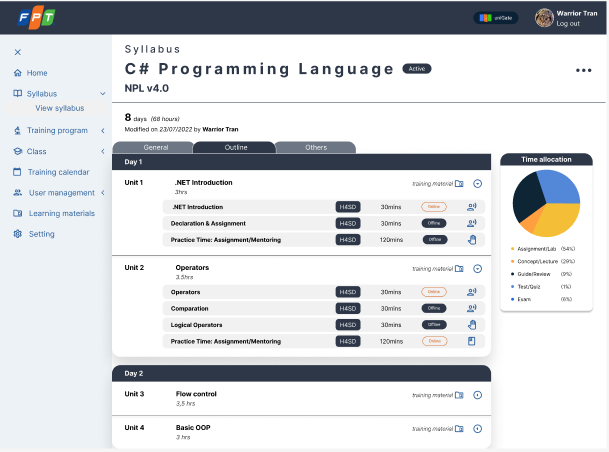 FPT
uniGate
Warrior Tran
Log out
Home
Syllabus
View syllabus
Training program
Class
Training calendar
User management
Learning materials
Setting
Syllabus
C# Programming Language Active
NPL v4.0
8 days (68 hours)
Modified on 23/07/2022 by Warrior Tran
General Outline Others
Day 1
Unit 1 .NET Introduction training material
3hrs
.NET Introduction H4SD 30mins Online
Declaration & Assignment H4SD 30mins Offline
Practice Time: Assignment/Mentoring H4SD 120mins Offline
Unit 2 Operators training material
3.5hrs
Operators H4SD 30mins Online
Comparation H4SD 30mins Offline
Logical Operators H4SD 30mins Offline
Practice Time: Assignment/Mentoring H4SD 120mins Online
Day 2
Unit 3 Flow control training material
3,5 hrs
Unit 4 Basic OOP training material
3 hrs
Time allocation
Assignment/Lab (54%)
Concept/Lecture (29%)
Guide/Review (9%)
Test/Quiz (1%)
Exam (6%)